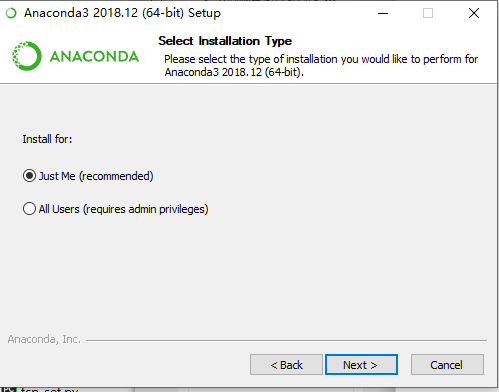 Anaconda3 2018.12 (64-bit) Setup
ANACONDA
Select Installation Type
Please select the type of installation you would like to perform for
Anaconda3 2018.12 (64-bit).
Install for:
Just Me (recommended)
All Users (requires admin privileges)
Anaconda, Inc.
< Back
Next >
Cancel